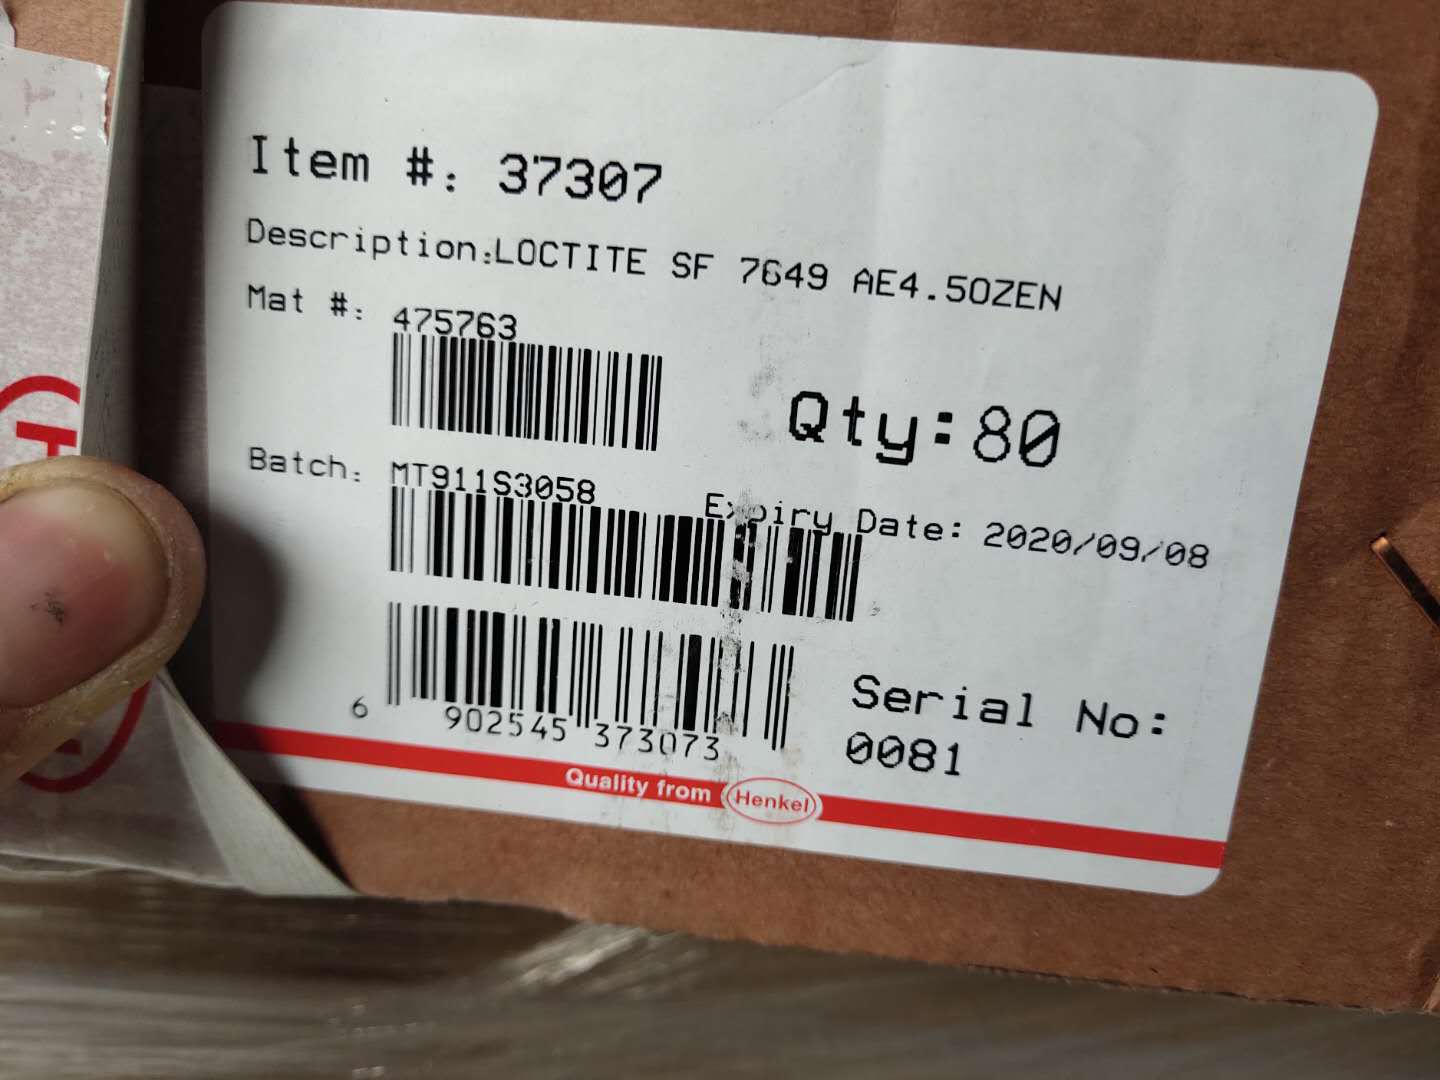 Item #: 37307
Description:LOCTITE SF 7649 AE4.5OZEN
Mat #: 475763
Qty:80
Batch: MT911S3058
Expiry Date: 2020/09/08
6 902545 373073
Serial No:
0081
Quality from Henkel